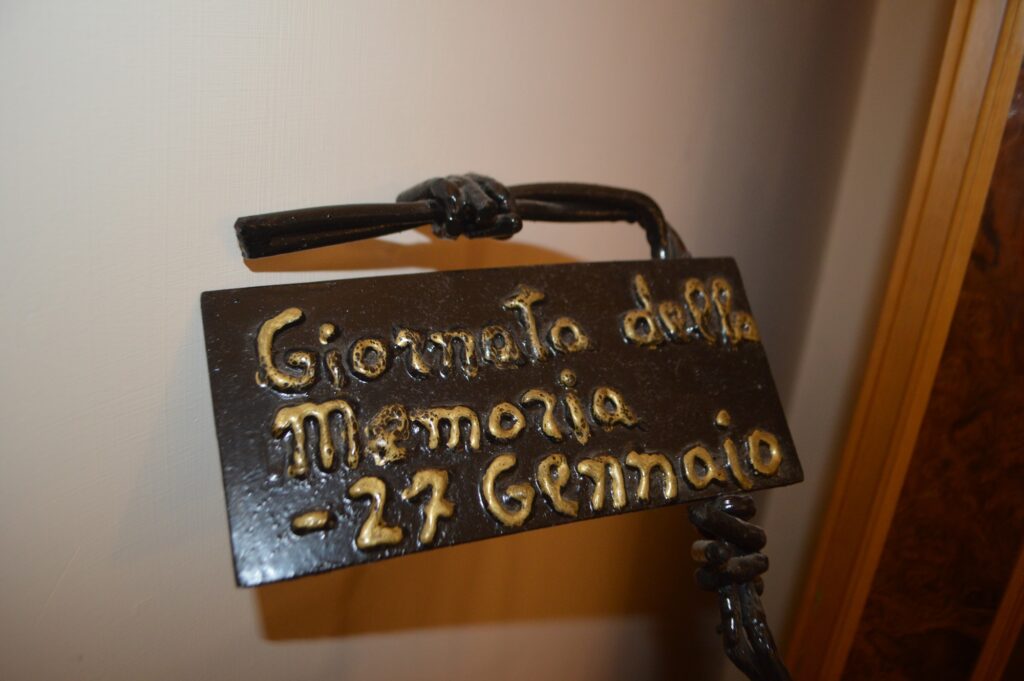 Giornata della
Memoria
- 27 Gennaio